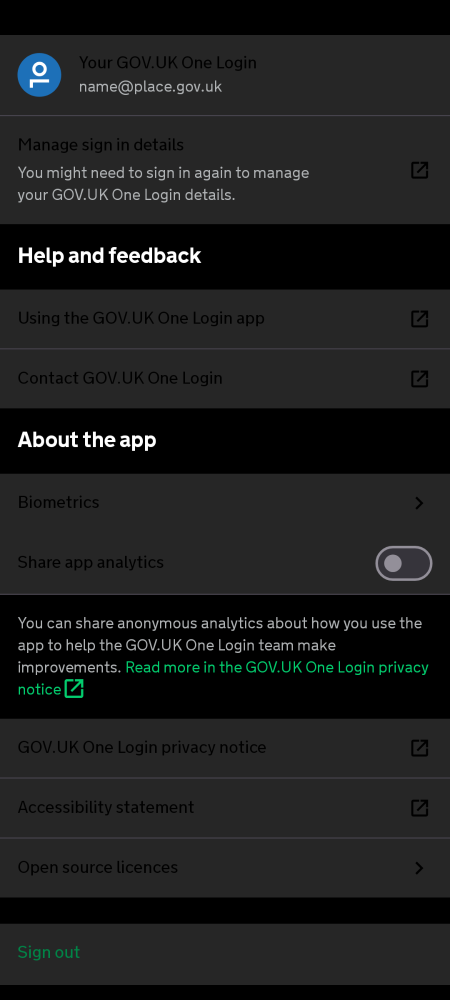 Your GOV.UK One Login
name@place.gov.uk
Manage sign in details
You might need to sign in again to manage
your GOV.UK One Login details.
Help and feedback
Using the GOV.UK One Login app
Contact GOV.UK One Login
About the app
Biometrics
Share app analytics
You can share anonymous analytics about how you use the
app to help the GOV.UK One Login team make
improvements. Read more in the GOV.UK One Login privacy
notice
GOV.UK One Login privacy notice
Accessibility statement
Open source licences
Sign out